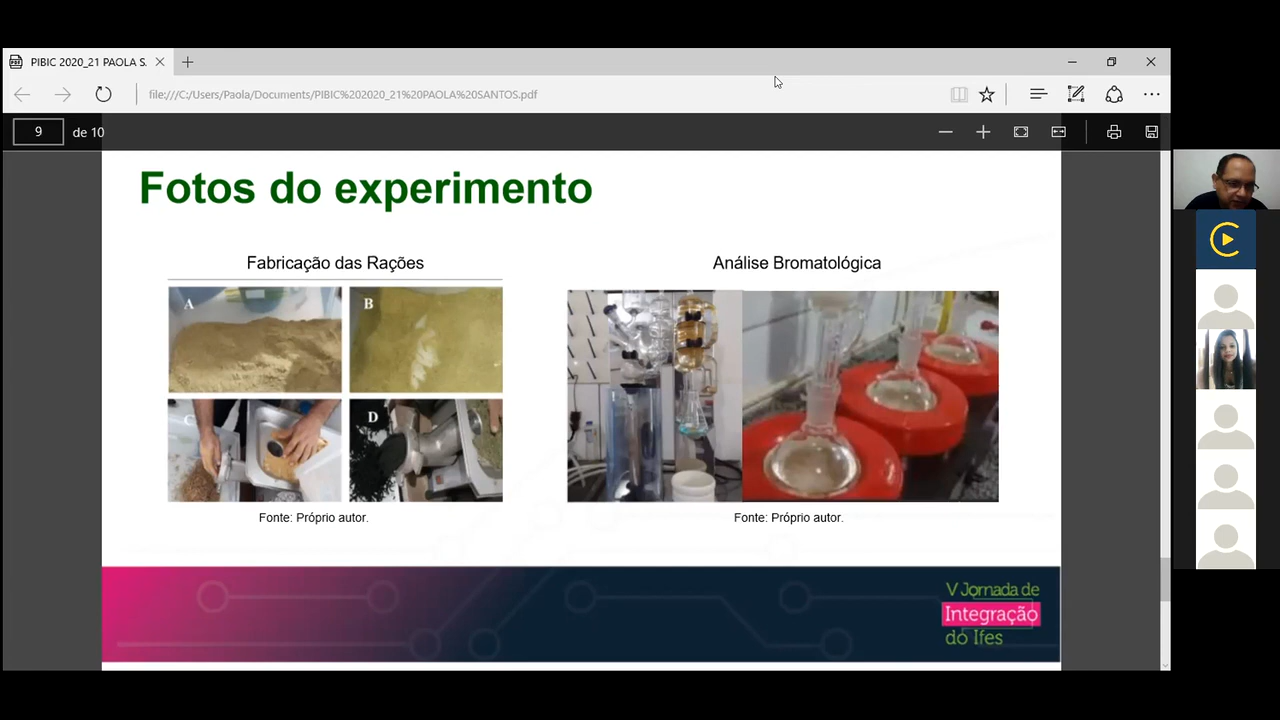 PIBIC 2020_21 PAOLA S.
file:///C:/Users/Paola/Documents/PIBIC%202020_21%20PAOLA%20SANTOS.pdf
9 de 10
Fotos do experimento
Fabricação das Rações
Análise Bromatológica
A
B
C
D
Fonte: Próprio autor.
Fonte: Próprio autor.
V Jornada de
Integração
do Ifes